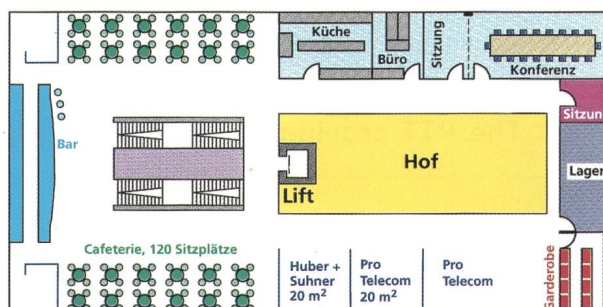 Küche
Büro
Sitzung
Konferenz
Sitzun
Bar
Hof
Lift
Lager
Cafeterie, 120 Sitzplätze
Huber +
Suhner
20 m²
Pro
Telecom
20 m²
Pro
Telecom
Garderobe